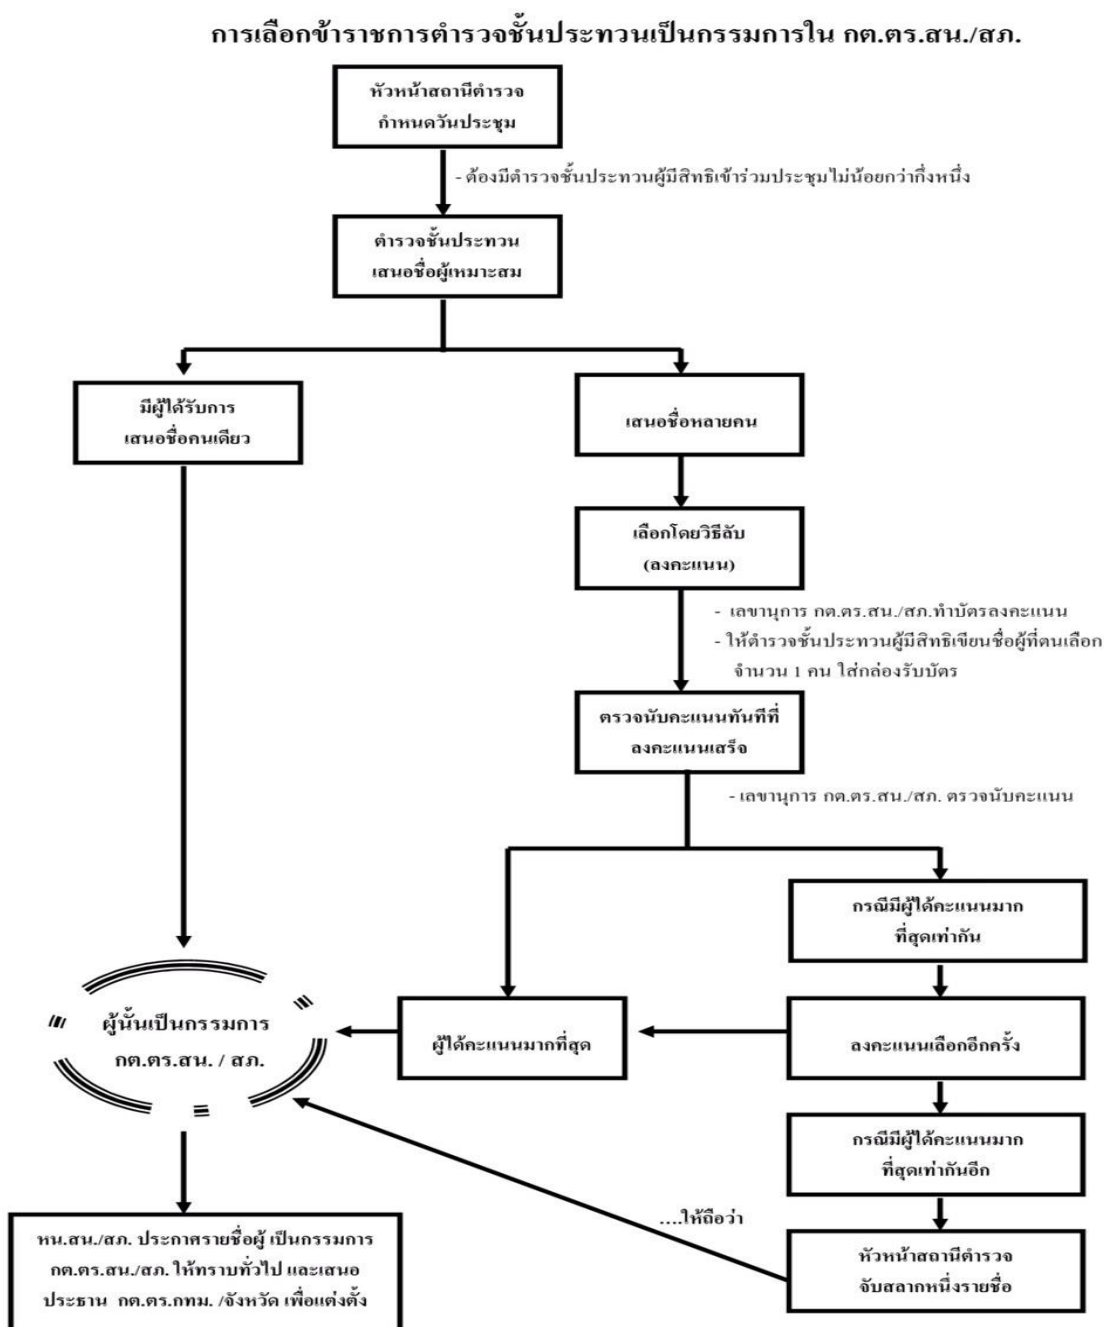 การเลือกข้าราชการตำรวจชั้นประทวนเป็นกรรมการใน กต.ตร.สน./สภ.
หัวหน้าสถานีตำรวจ
กำหนดวันประชุม
- ต้องมีตำรวจชั้นประทวนผู้มีสิทธิเข้าร่วมประชุมไม่น้อยกว่ากึ่งหนึ่ง
ตำรวจชั้นประทวน
เสนอชื่อผู้เหมาะสม
มีผู้ได้รับการ
เสนอชื่อคนเดียว
เสนอชื่อหลายคน
เลือกโดยวิธีลับ
(ลงคะแนน)
- เลขานุการ กต.ตร.สน./สภ.ทำบัตรลงคะแนน
- ให้ตำรวจชั้นประทวนผู้มีสิทธิเขียนชื่อผู้ที่ตนเลือก
จำนวน 1 คน ใส่กล่องรับบัตร
ตรวจนับคะแนนทันทีที่
ลงคะแนนเสร็จ
- เลขานุการ กต.ตร.สน./สภ. ตรวจนับคะแนน
กรณีมีผู้ได้คะแนนมาก
ที่สุดเท่ากัน
ผู้นั้นเป็นกรรมการ
กต.ตร.สน. / สภ.
ผู้ได้คะแนนมากที่สุด
ลงคะแนนเลือกอีกครั้ง
กรณีมีผู้ได้คะแนนมาก
ที่สุดเท่ากันอีก
....ให้ถือว่า
หัวหน้าสถานีตำรวจ
จับสลากหนึ่งรายชื่อ
หน.สน./สภ. ประกาศรายชื่อผู้ เป็นกรรมการ
กต.ตร.สน./สภ. ให้ทราบทั่วไป และเสนอ
ประธาน กต.ตร.กทม. /จังหวัด เพื่อแต่งตั้ง